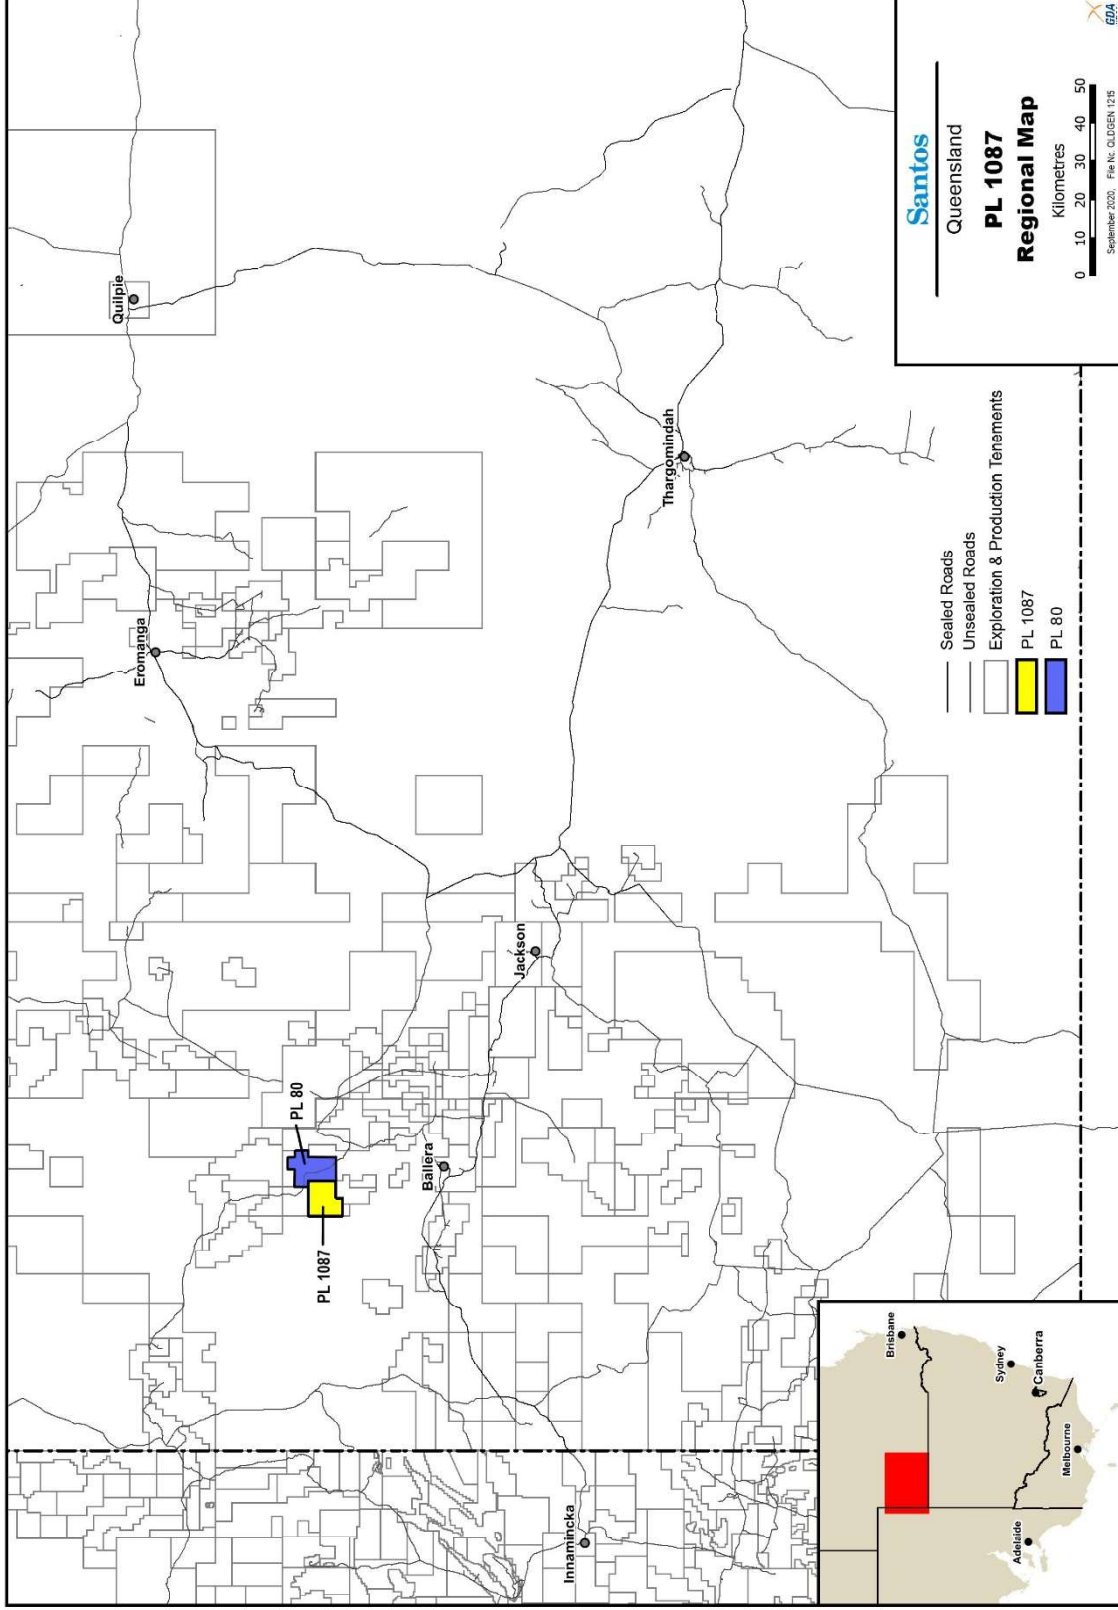 Quilpie
Eromanga
PL 80
PL 1087
Ballera
Jackson
Thargomindah
Innamincka
Sealed Roads
Unsealed Roads
Exploration & Production Tenements
PL 1087
PL 80
Brisbane
Sydney
Canberra
Adelaide
Melbourne
Santos
Queensland
PL 1087
Regional Map
Kilometres
0 10 20 30 40 50
September 2020, File No. QLDGEN 1215
GDA